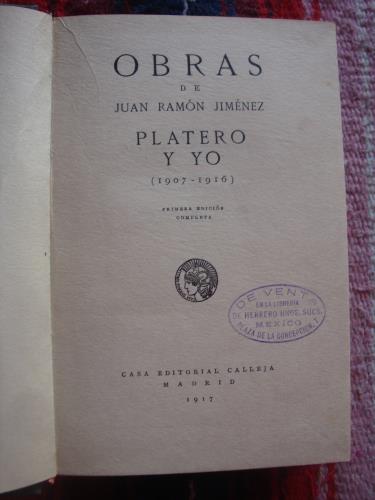 OBRAS
DE
JUAN RAMÓN JIMÉNEZ
PLATERO
Y YO
(1907-1916)
PRIMERA EDICIÓN
COMPLETA
DE VENTA
EN LA LIBRERIA
DE HERRERO HNOS. SUCS.
MEXICO
PLAZA DE LA CONCEPCION, 7
CASA EDITORIAL CALLEJA
MADRID
1917